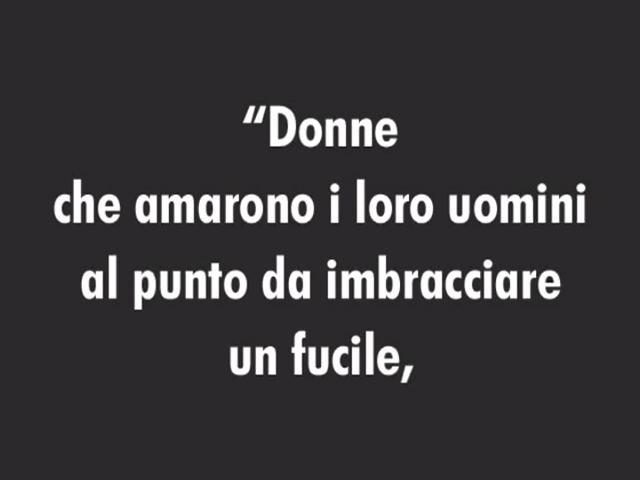 “Donne
che amarono i loro uomini
al punto da imbracciare
un fucile,